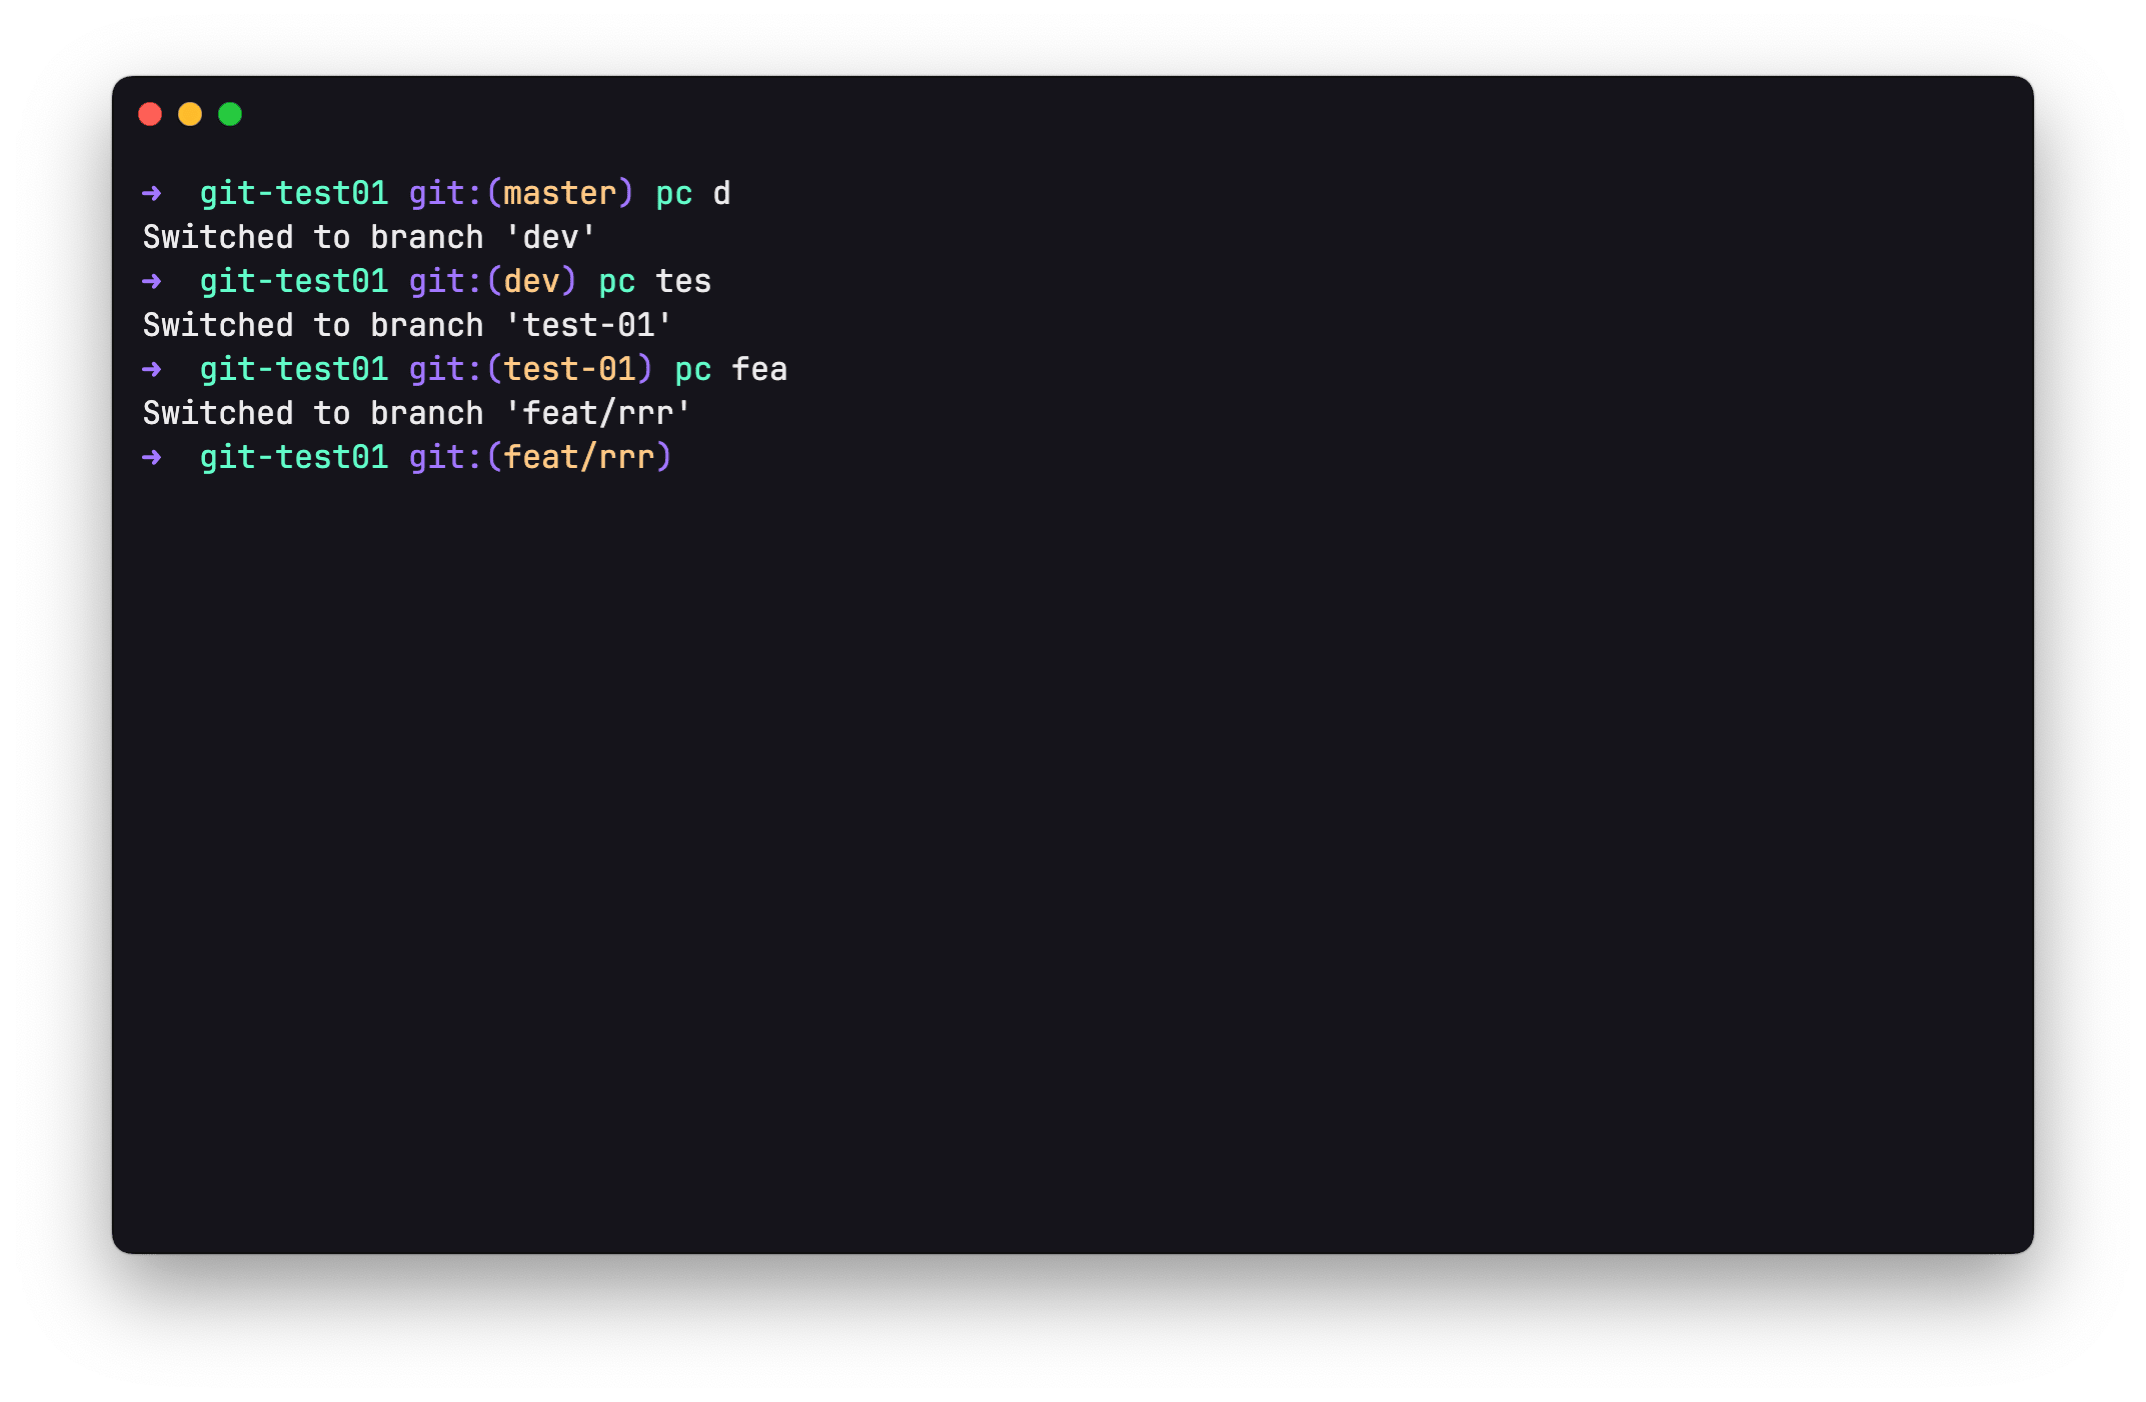 ➜  git-test01 git:(master) pc d
Switched to branch 'dev'
➜  git-test01 git:(dev) pc tes
Switched to branch 'test-01'
➜  git-test01 git:(test-01) pc fea
Switched to branch 'feat/rrr'
➜  git-test01 git:(feat/rrr)